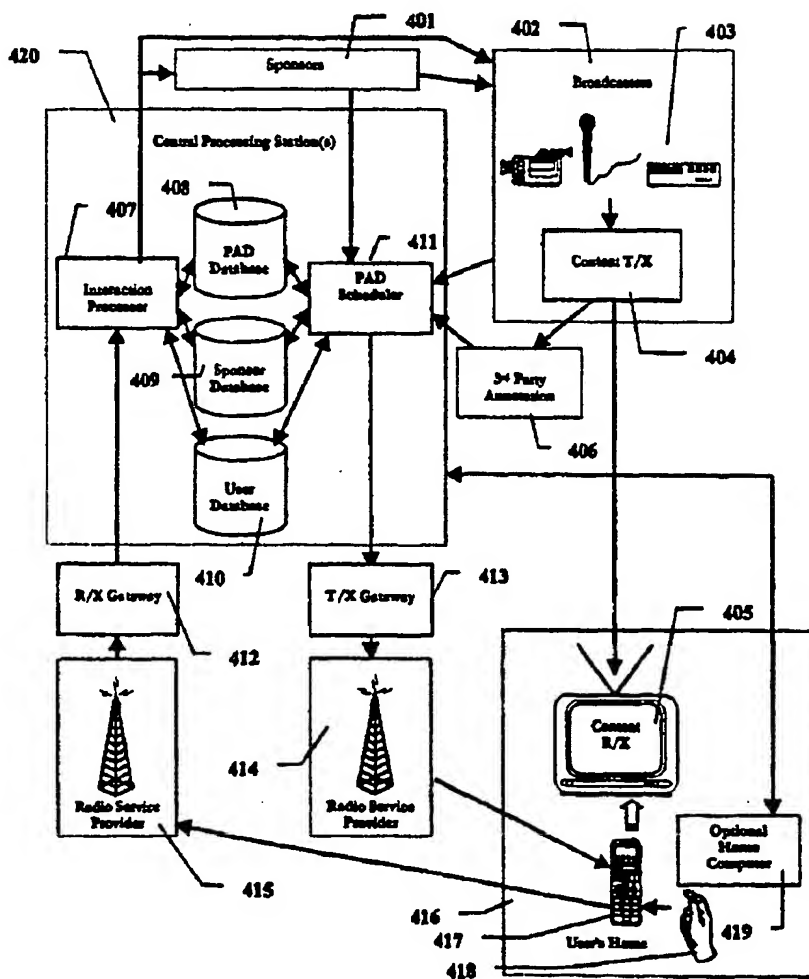 401
402
403
420
Sponsors
Broadcasters
Central Processing Station(s)
408
407
PAD
Database
411
Interaction
Processor
PAD
Scheduler
Content T/X
404
409
Sponsor
Database
3rd Party
Annotation
406
User
Database
410
413
R/X Gateway
T/X Gateway
412
405
Content
R/X
Radio Service
Provider
414
Radio Service
Provider
415
Optional
Home
Computer
416
417
419
User's Home
418